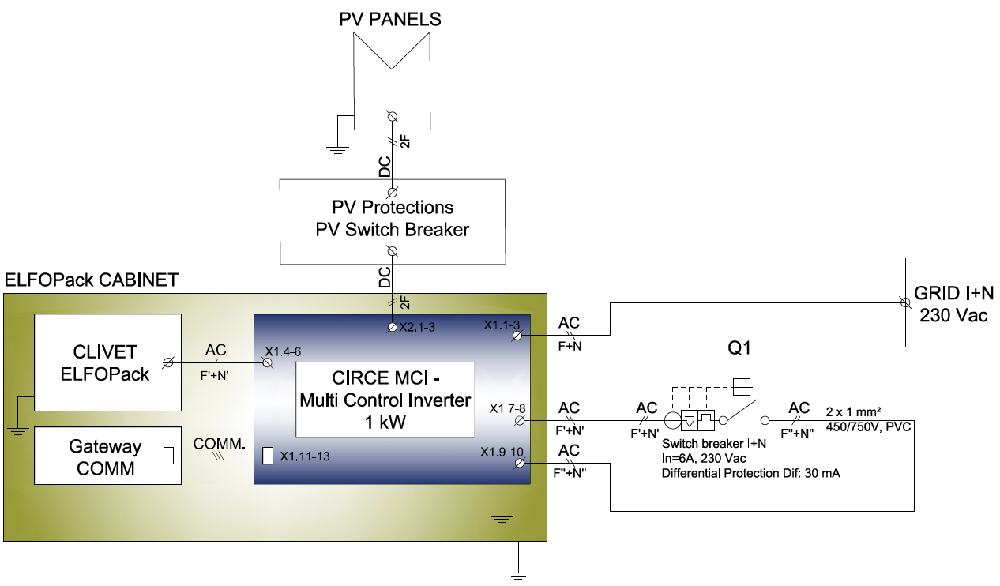 PV PANELS
2F
DC
PV Protections
PV Switch Breaker
DC
2F
ELFOPack CABINET
GRID I+N
230 Vac
X2.1-3
X1.1-3
AC
F+N
CLIVET
ELFOPack
AC
F'+N'
X1.4-6
CIRCE MCI -
Multi Control Inverter
1 kW
Q1
X1.7-8
AC
F'+N'
AC
F'+N'
AC
F"+N"
2 x 1 mm²
450/750V, PVC
Switch breaker I+N
In=6A, 230 Vac
Differential Protection Dif: 30 mA
Gateway
COMM
COMM.
X1.11-13
X1.9-10
AC
F"+N"